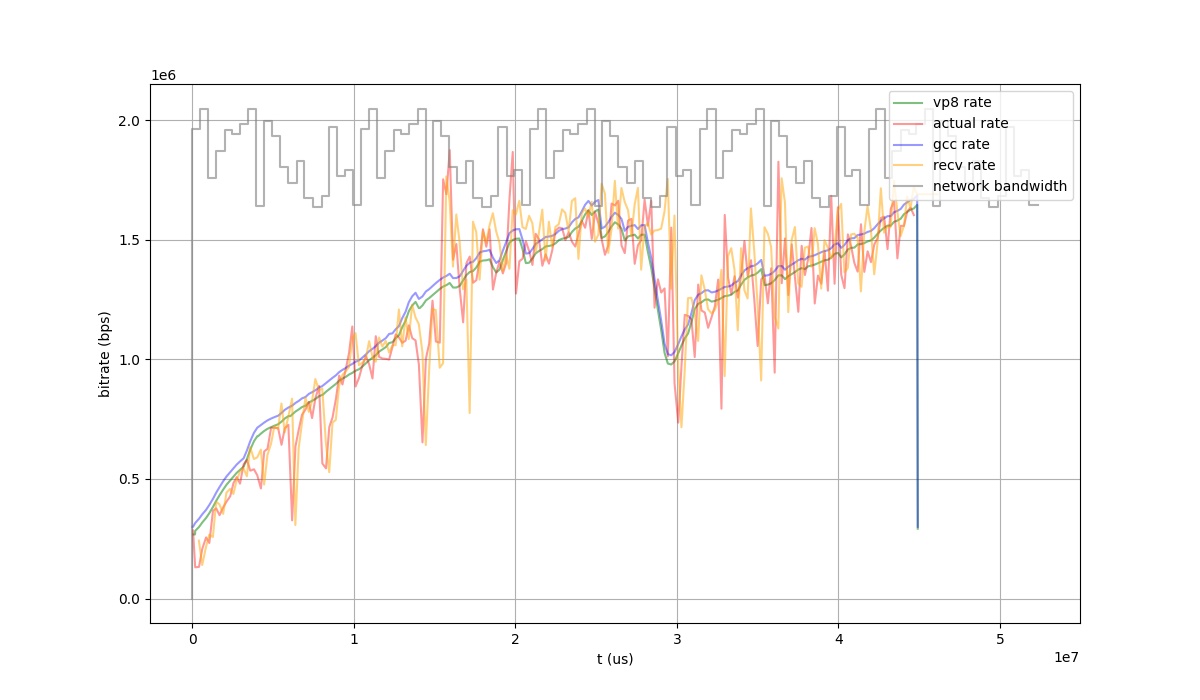 1e6
2.0
1.5
1.0
0.5
0.0
bitrate (bps)
vp8 rate
actual rate
gcc rate
recv rate
network bandwidth
0
1
2
3
4
5
t (us)
1e7